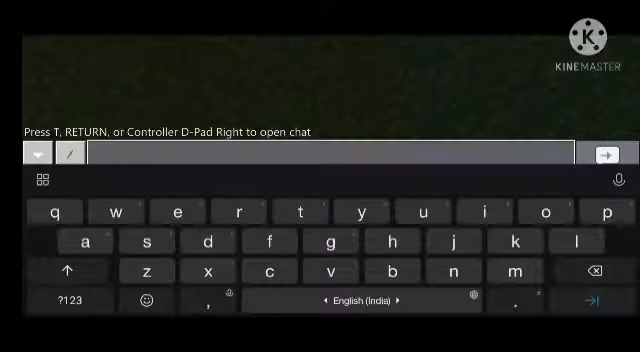 K
KINEMASTER
Press T, RETURN, or Controller D-Pad Right to open chat
/
q w e r t y u i o p
a s d f g h j k l
z x c v b n m
?123 , English (India) .